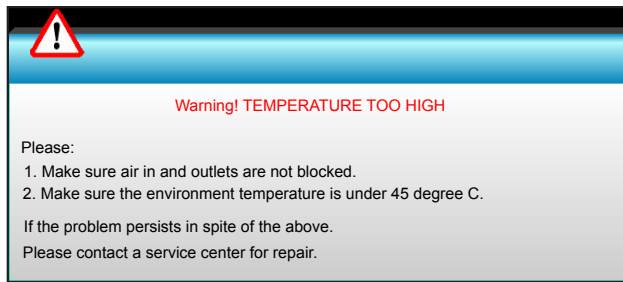 Warning! TEMPERATURE TOO HIGH
Please:
1. Make sure air in and outlets are not blocked.
2. Make sure the environment temperature is under 45 degree C.
If the problem persists in spite of the above.
Please contact a service center for repair.